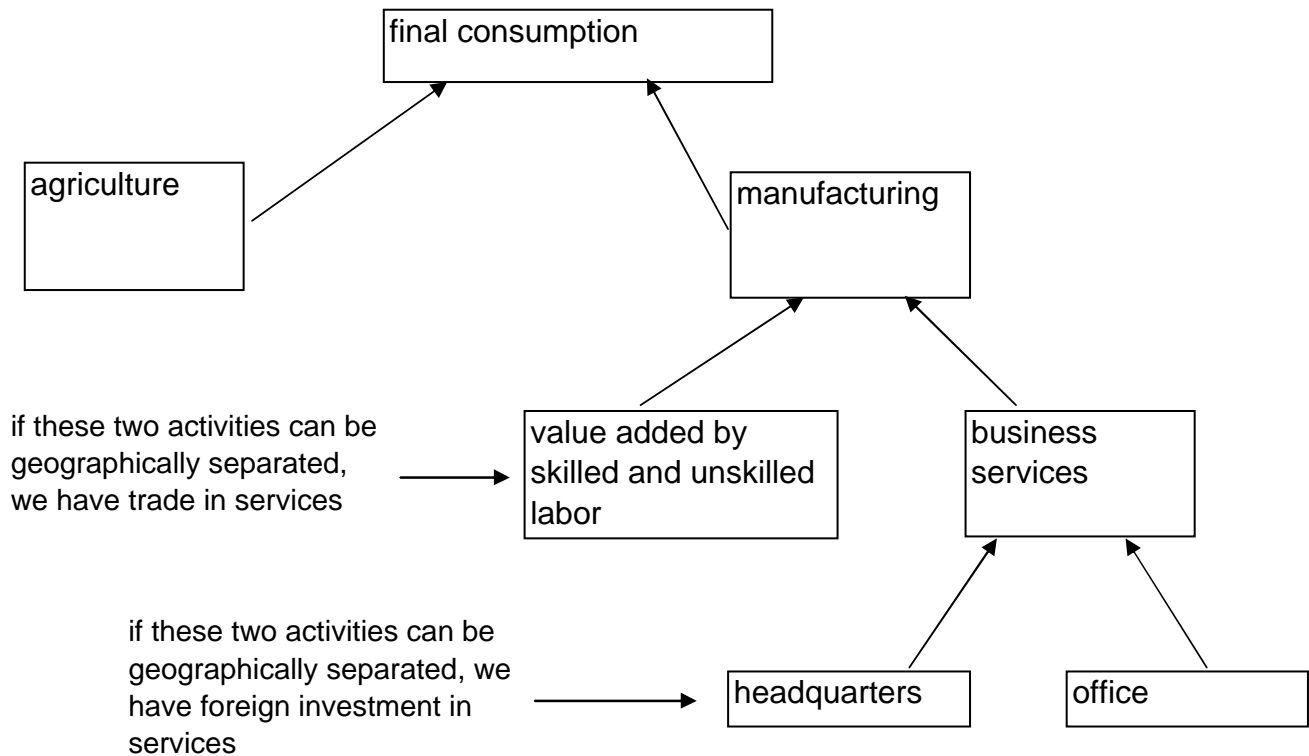 final consumption
agriculture
manufacturing
if these two activities can be
geographically separated,
we have trade in services
value added by
skilled and unskilled
labor
business
services
if these two activities can be
geographically separated, we
have foreign investment in
services
headquarters
office